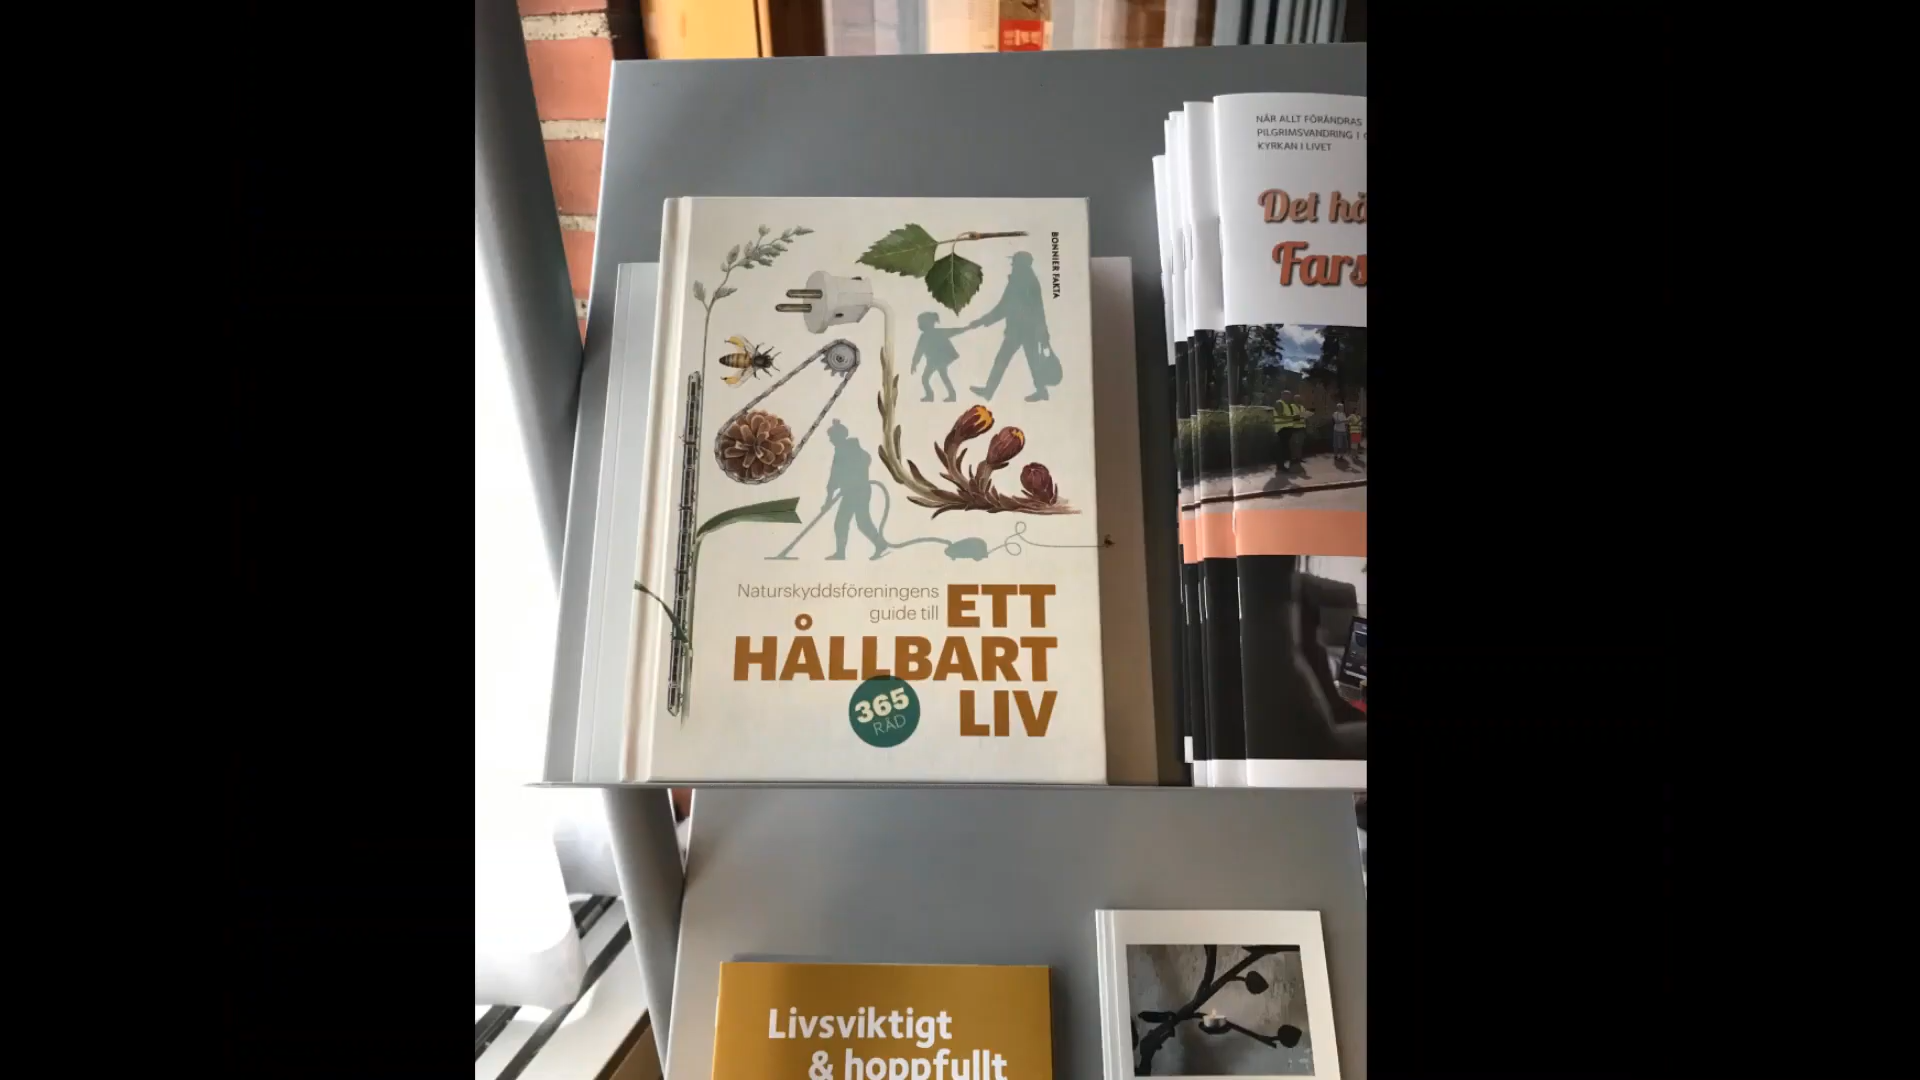 NÄR ALLT FÖRÄNDRAS
PILGRIMSVANDRING I
KYRKAN I LIVET
Det
Fars
BONNIER FAKTA
Naturskyddsföreningens
guide till
ETT
HÅLLBART
LIV
365
RÅD
Livsviktigt
& hoppfullt